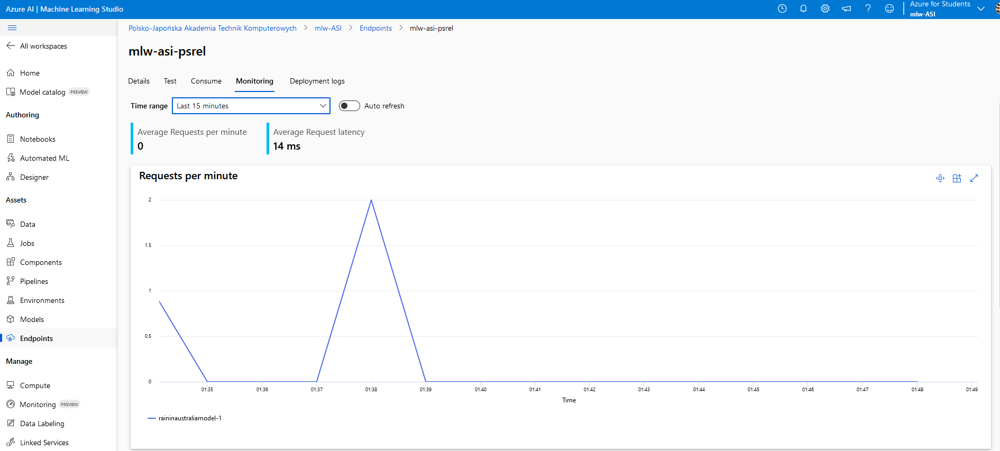 Azure AI | Machine Learning Studio
Azure for Students
mlw-ASI
All workspaces
Home
Model catalog PREVIEW
Authoring
Notebooks
Automated ML
Designer
Assets
Data
Jobs
Components
Pipelines
Environments
Models
Endpoints
Manage
Compute
Monitoring PREVIEW
Data Labeling
Linked Services
Polsko-Japońska Akademia Technik Komputerowych > mlw-ASI > Endpoints > mlw-asi-psrel
mlw-asi-psrel
Details Test Consume Monitoring Deployment logs
Time range Last 15 minutes Auto refresh
Average Requests per minute
0
Average Request latency
14 ms
Requests per minute
2
1.5
1
0.5
0
01:35 01:36 01:37 01:38 01:39 01:40 01:41 01:42 01:43 01:44 01:45 01:46 01:47 01:48 01:49
Time
raininaustraliamodel-1